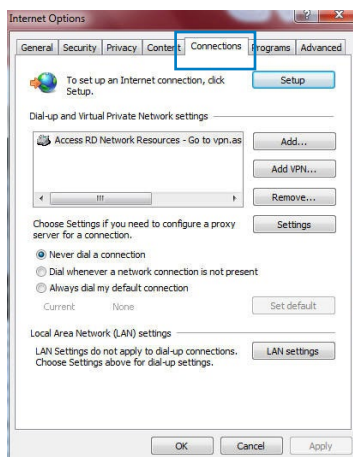 Internet Options
General Security Privacy Content Connections Programs Advanced
To set up an Internet connection, click
Setup.
Setup
Dial-up and Virtual Private Network settings
Access RD Network Resources - Go to vpn.as
Add...
Add VPN...
Remove...
Choose Settings if you need to configure a proxy
server for a connection.
Settings
Never dial a connection
Dial whenever a network connection is not present
Always dial my default connection
Current None
Set default
Local Area Network (LAN) settings
LAN Settings do not apply to dial-up connections.
Choose Settings above for dial-up settings.
LAN settings
OK Cancel Apply